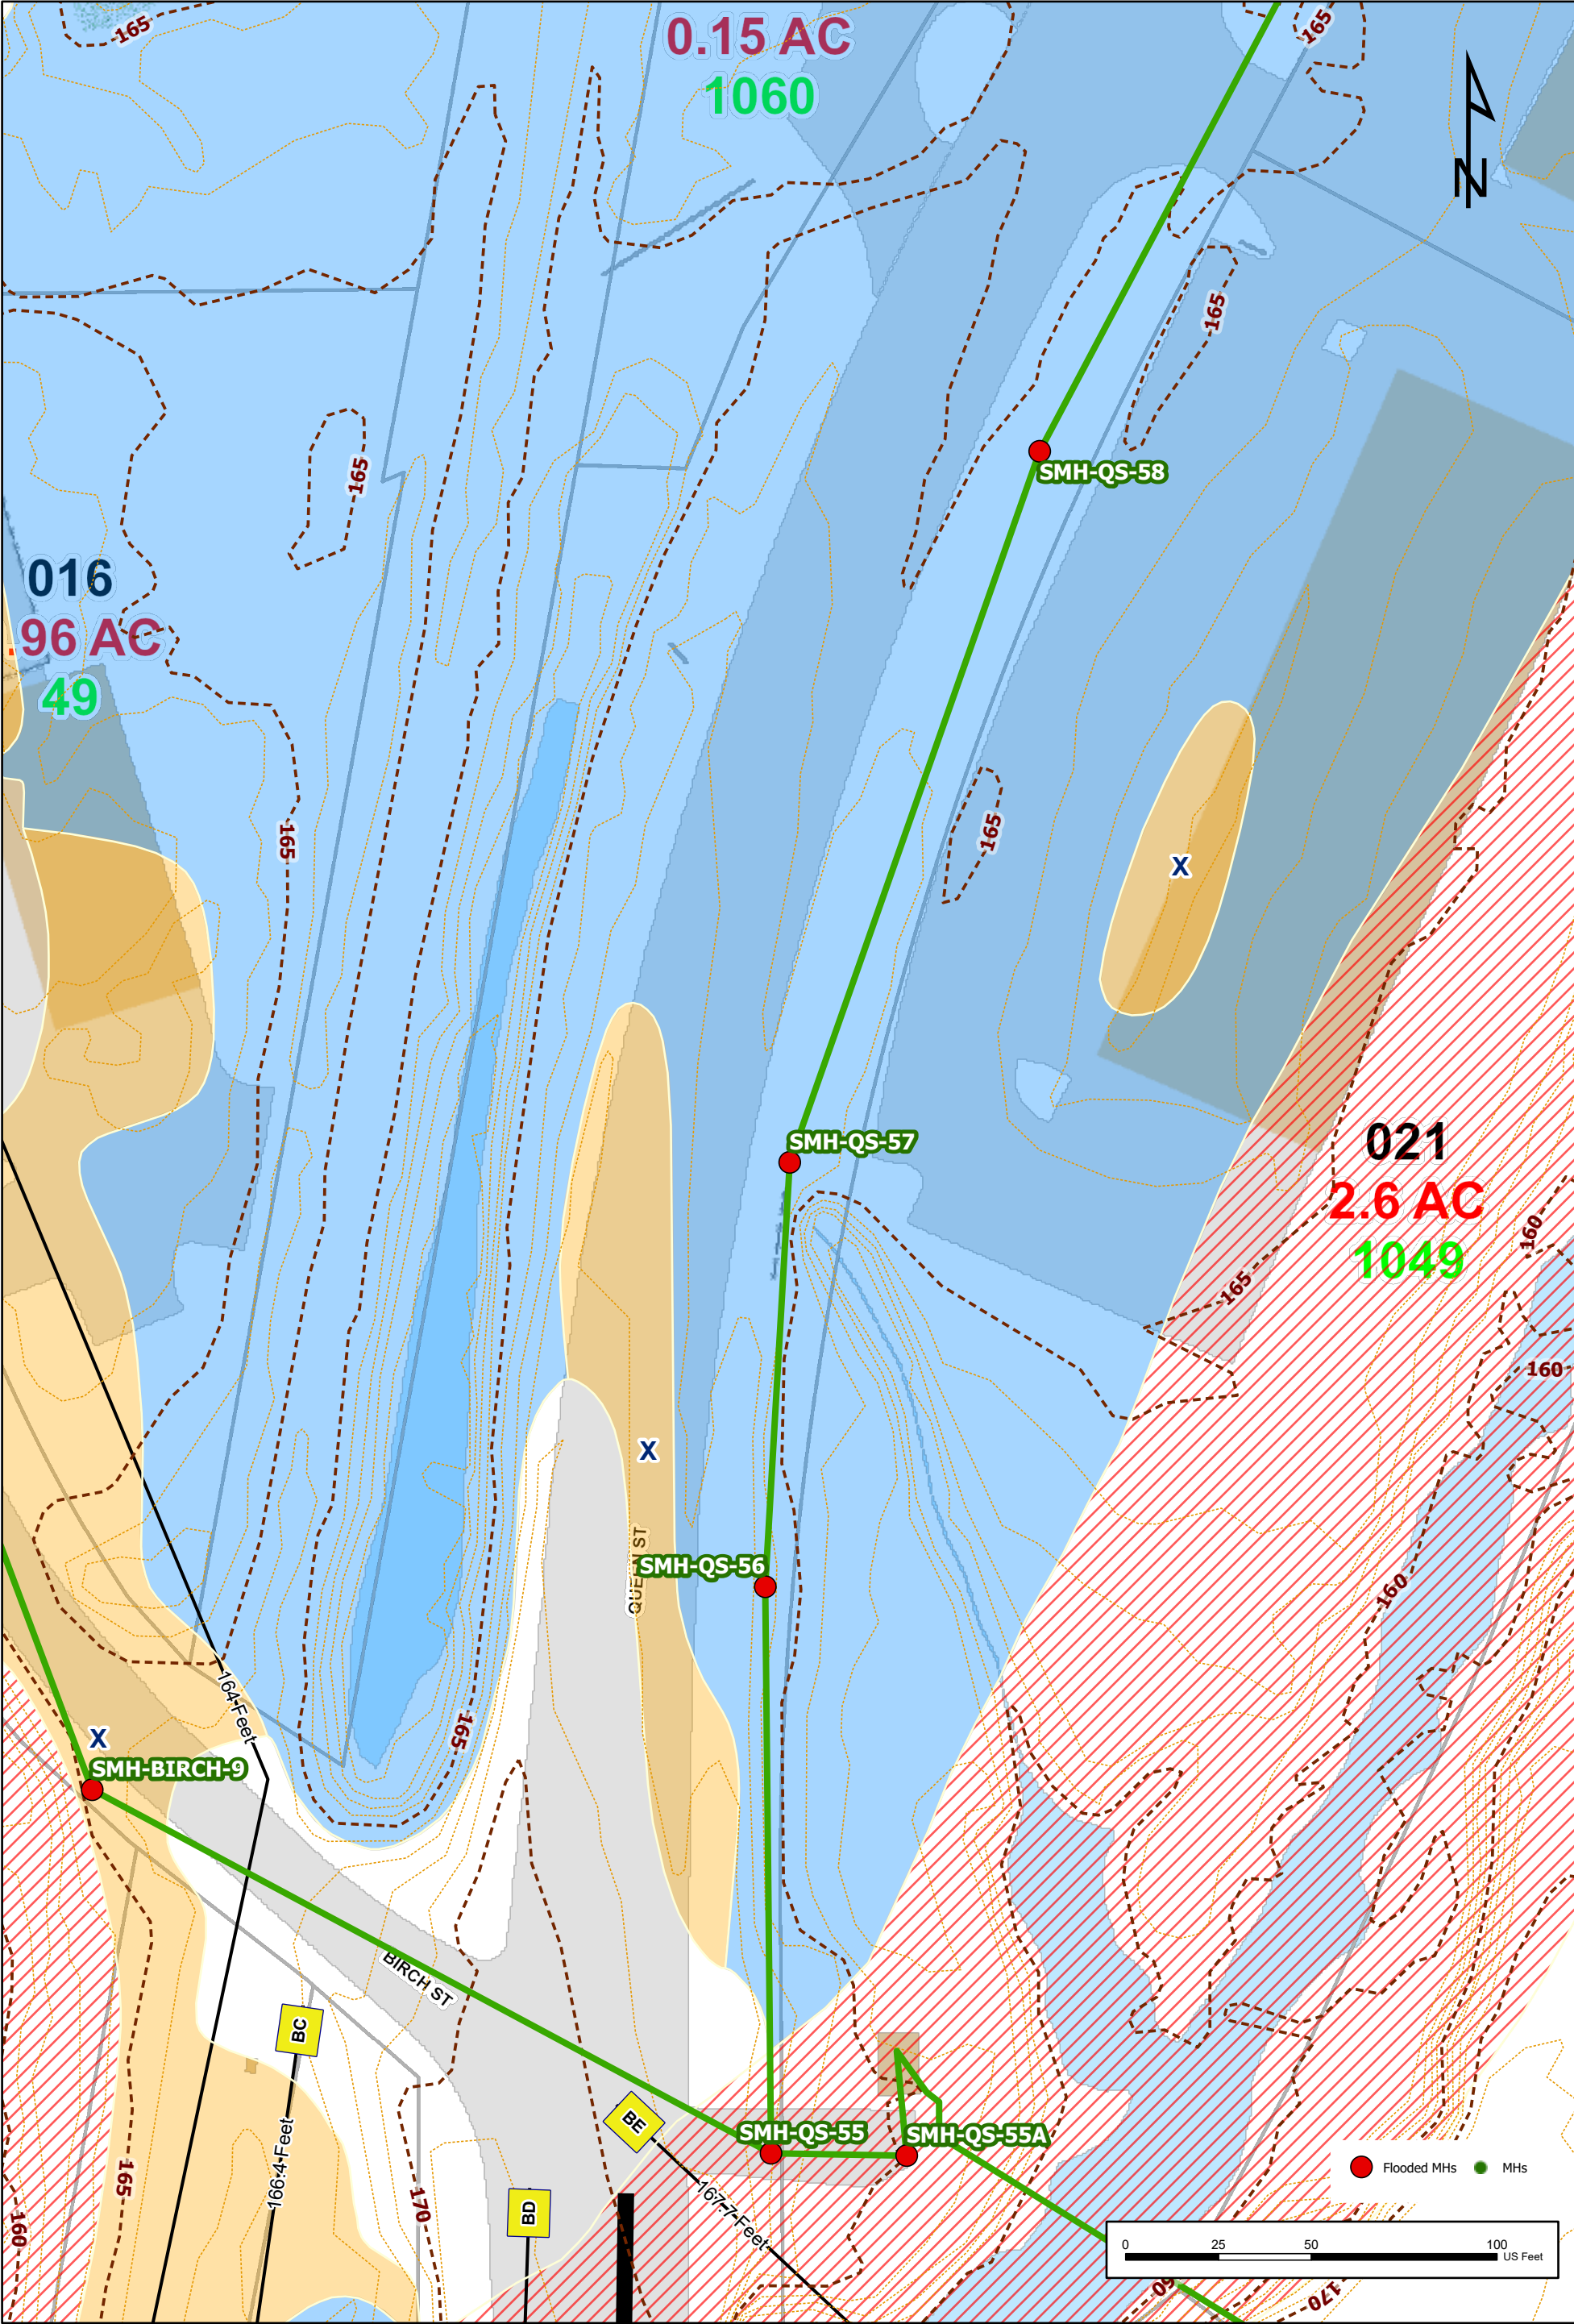 165
0.15 AC
1060
165
N
165
SMH-QS-58
165
016
96 AC
49
165
165
X
SMH-QS-57
021
2.6 AC
1049
160
165
160
X
QUEEN ST
SMH-QS-56
160
164 Feet
165
X
SMH-BIRCH-9
BIRCH ST
BC
BE
SMH-QS-55
SMH-QS-55A
Flooded MHs
MHs
166.4 Feet
165
170
BD
167.7 Feet
160
0 25 50 100
US Feet
170